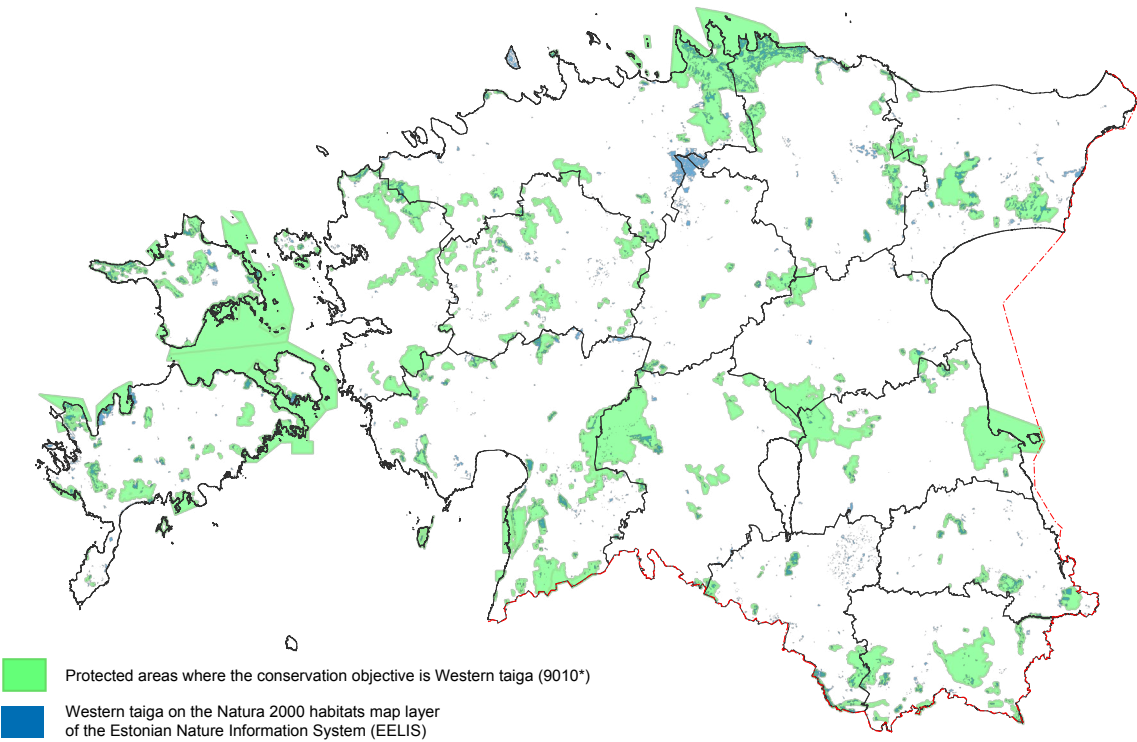 Protected areas where the conservation objective is Western taiga (9010*)
Western taiga on the Natura 2000 habitats map layer
of the Estonian Nature Information System (EELIS)